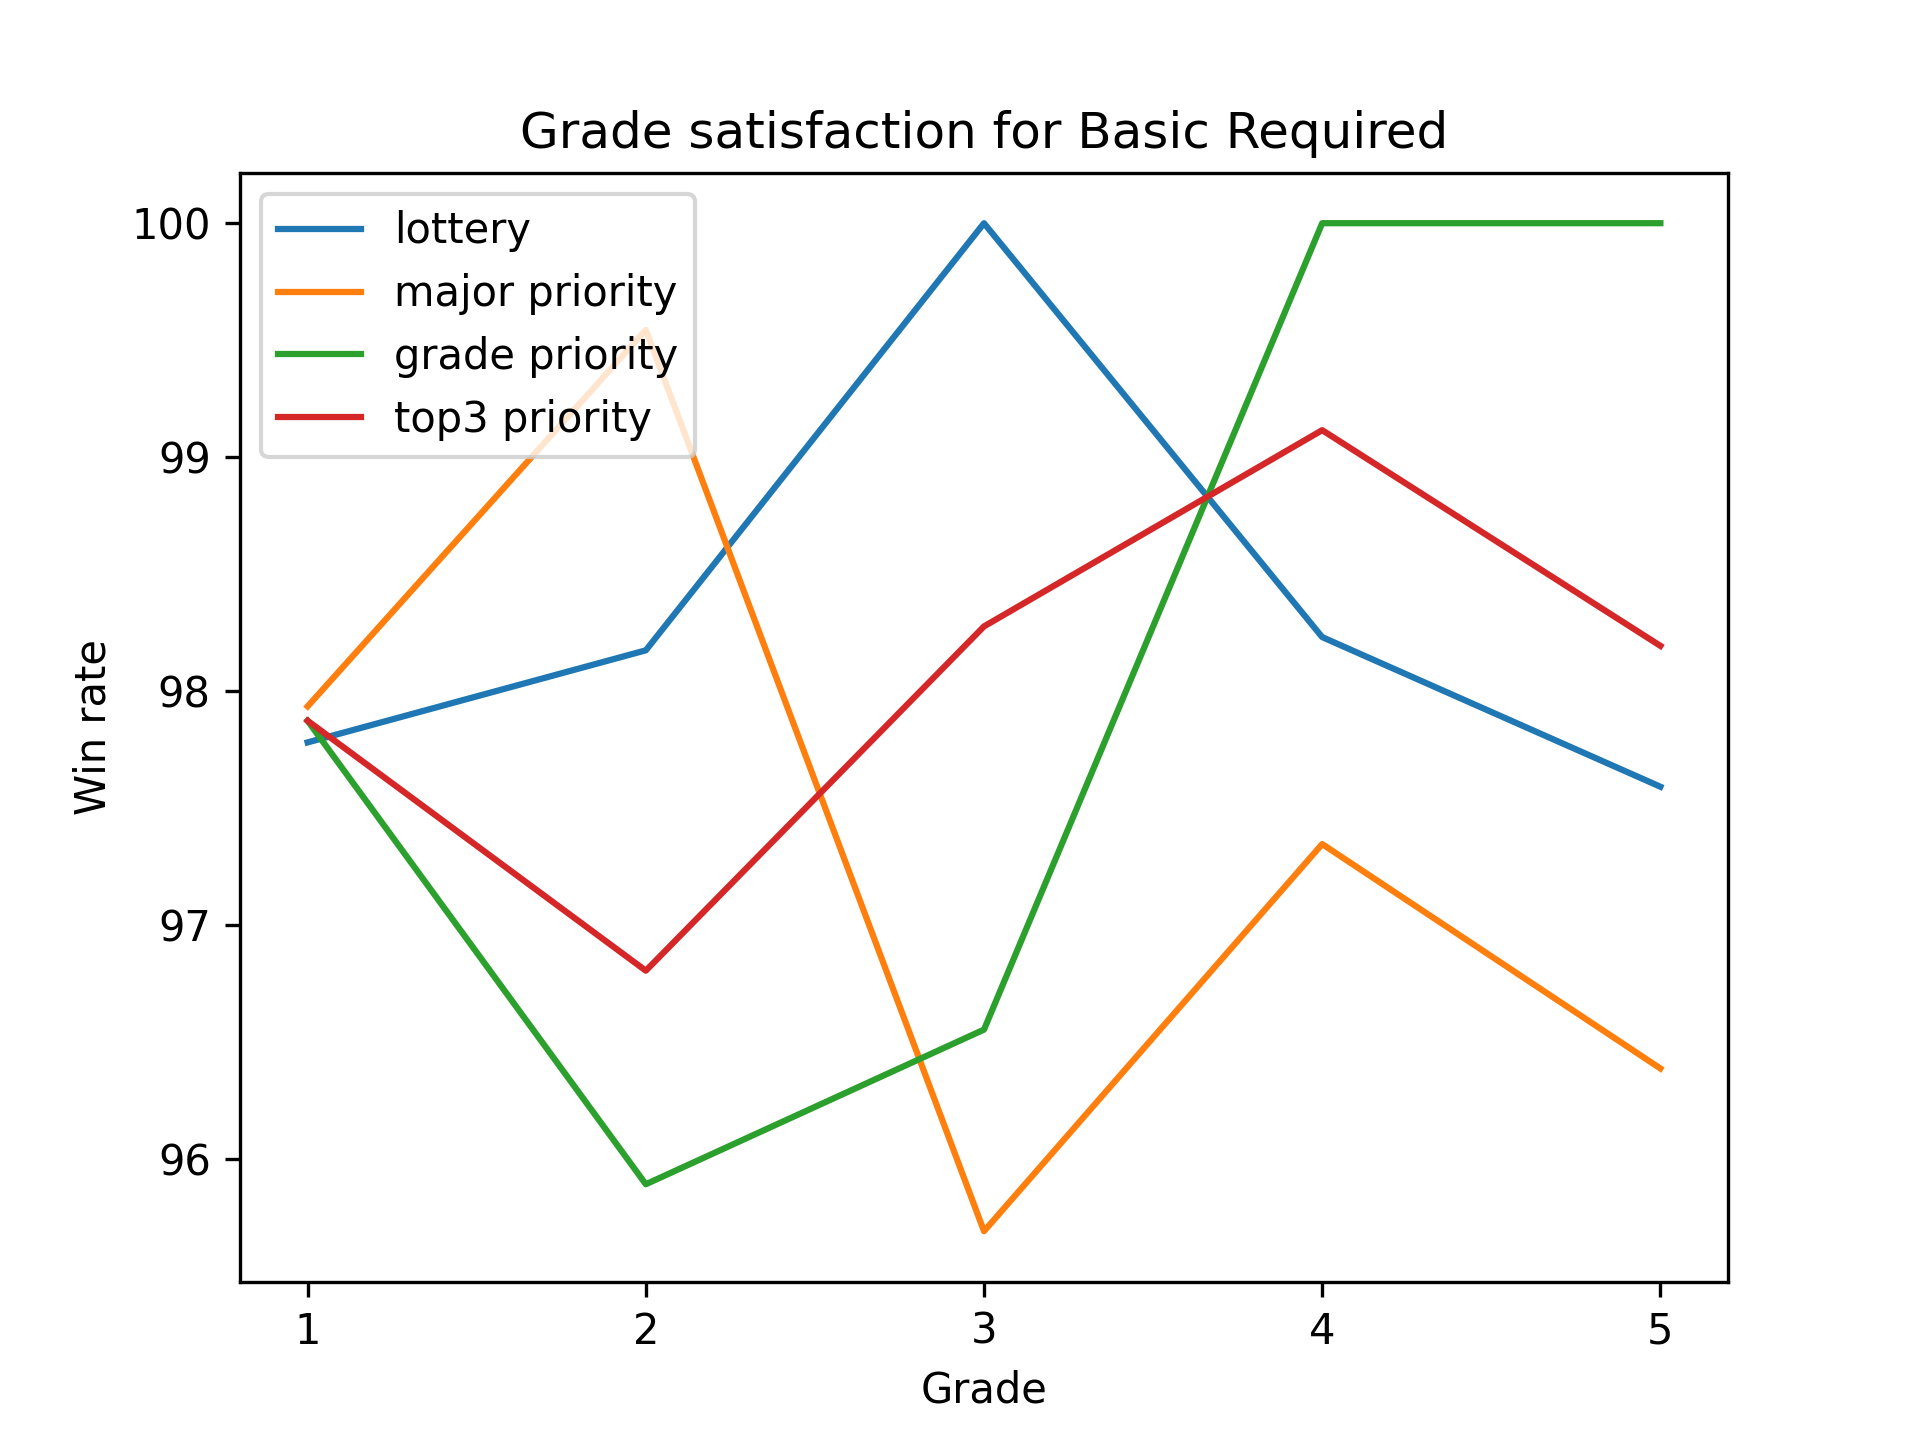 Grade satisfaction for Basic Required
lottery
major priority
grade priority
top3 priority
100
99
98
97
96
Win rate
1 2 3 4 5
Grade